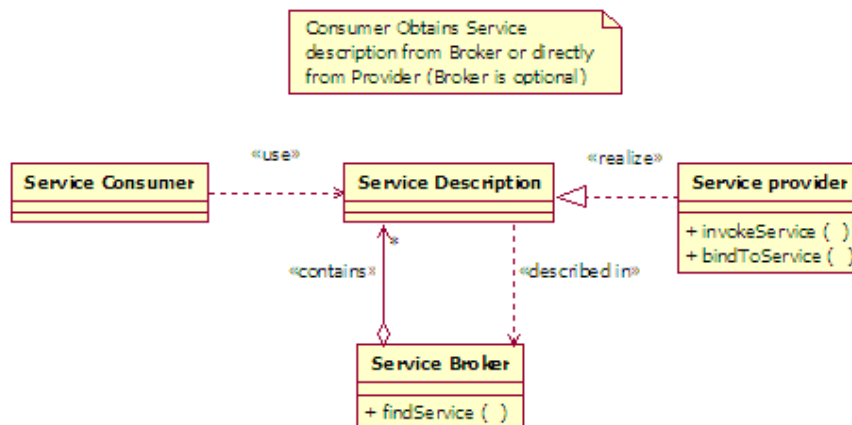 Consumer Obtains Service
description from Broker or directly
from Provider (Broker is optional)
«use»
«realize»
Service Consumer
Service Description
Service provider
+ invokeService ( )
+ bindToService ( )
*
«contains»
«described in»
Service Broker
+ findService ( )